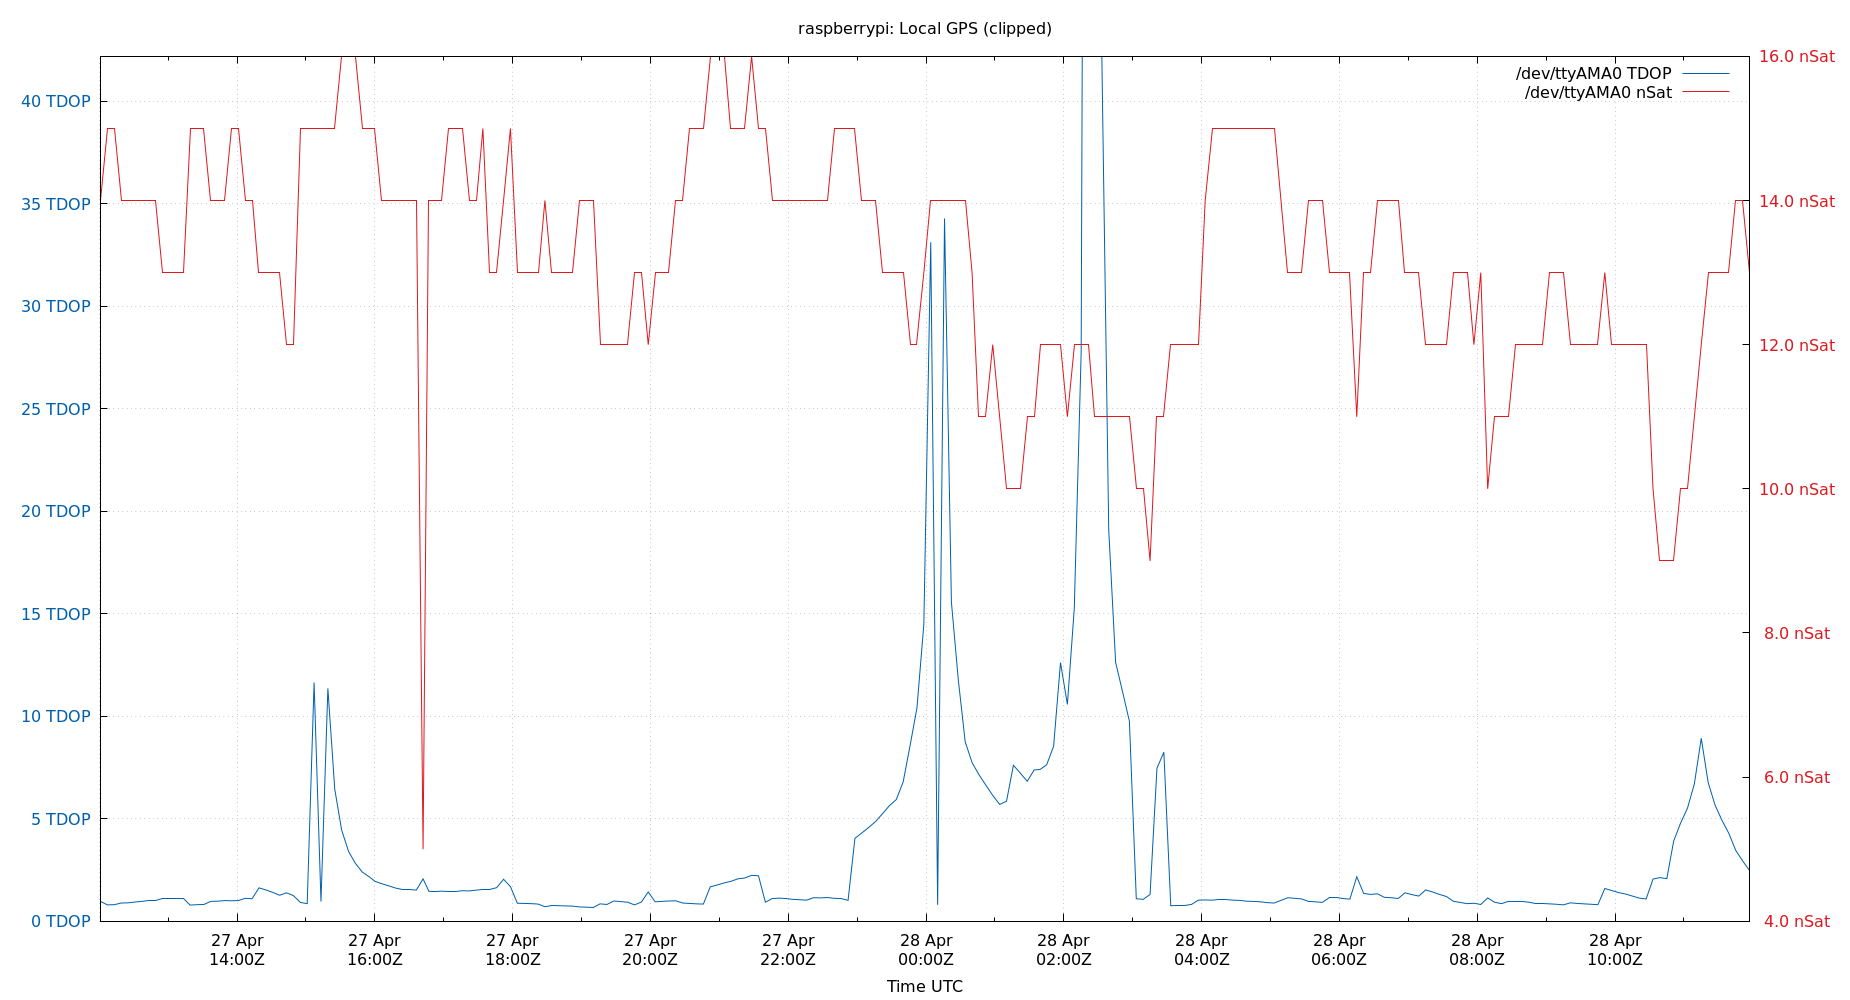 raspberrypi: Local GPS (clipped)
16.0 nSat
/dev/ttyAMA0 TDOP
/dev/ttyAMA0 nSat
40 TDOP
35 TDOP
14.0 nSat
30 TDOP
12.0 nSat
25 TDOP
20 TDOP
10.0 nSat
15 TDOP
8.0 nSat
10 TDOP
6.0 nSat
5 TDOP
0 TDOP
4.0 nSat
27 Apr 27 Apr 27 Apr 27 Apr 27 Apr 28 Apr 28 Apr 28 Apr 28 Apr 28 Apr 28 Apr
14:00Z 16:00Z 18:00Z 20:00Z 22:00Z 00:00Z 02:00Z 04:00Z 06:00Z 08:00Z 10:00Z
Time UTC